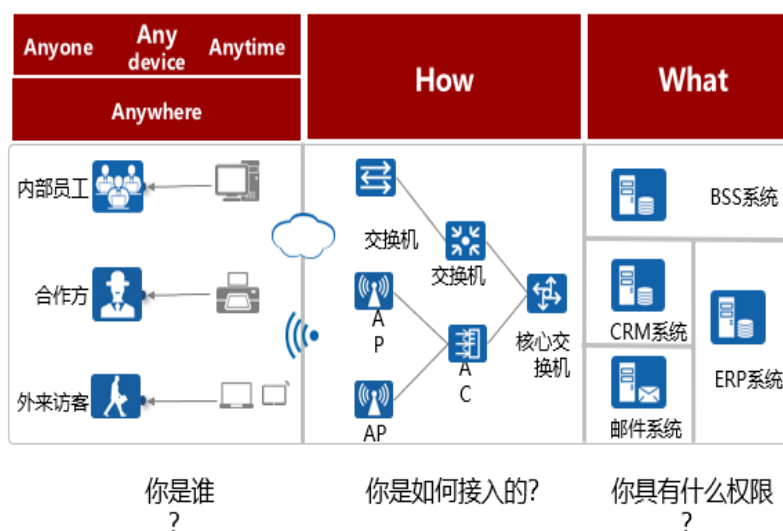 Anyone
Any
device
Anytime
Anywhere
How
What
内部员工
合作方
外来访客
交换机
交换机
A
P
AP
A
C
核心交
换机
BSS系统
CRM系统
ERP系统
邮件系统
你是谁
?
你是如何接入的?
你具有什么权限
?